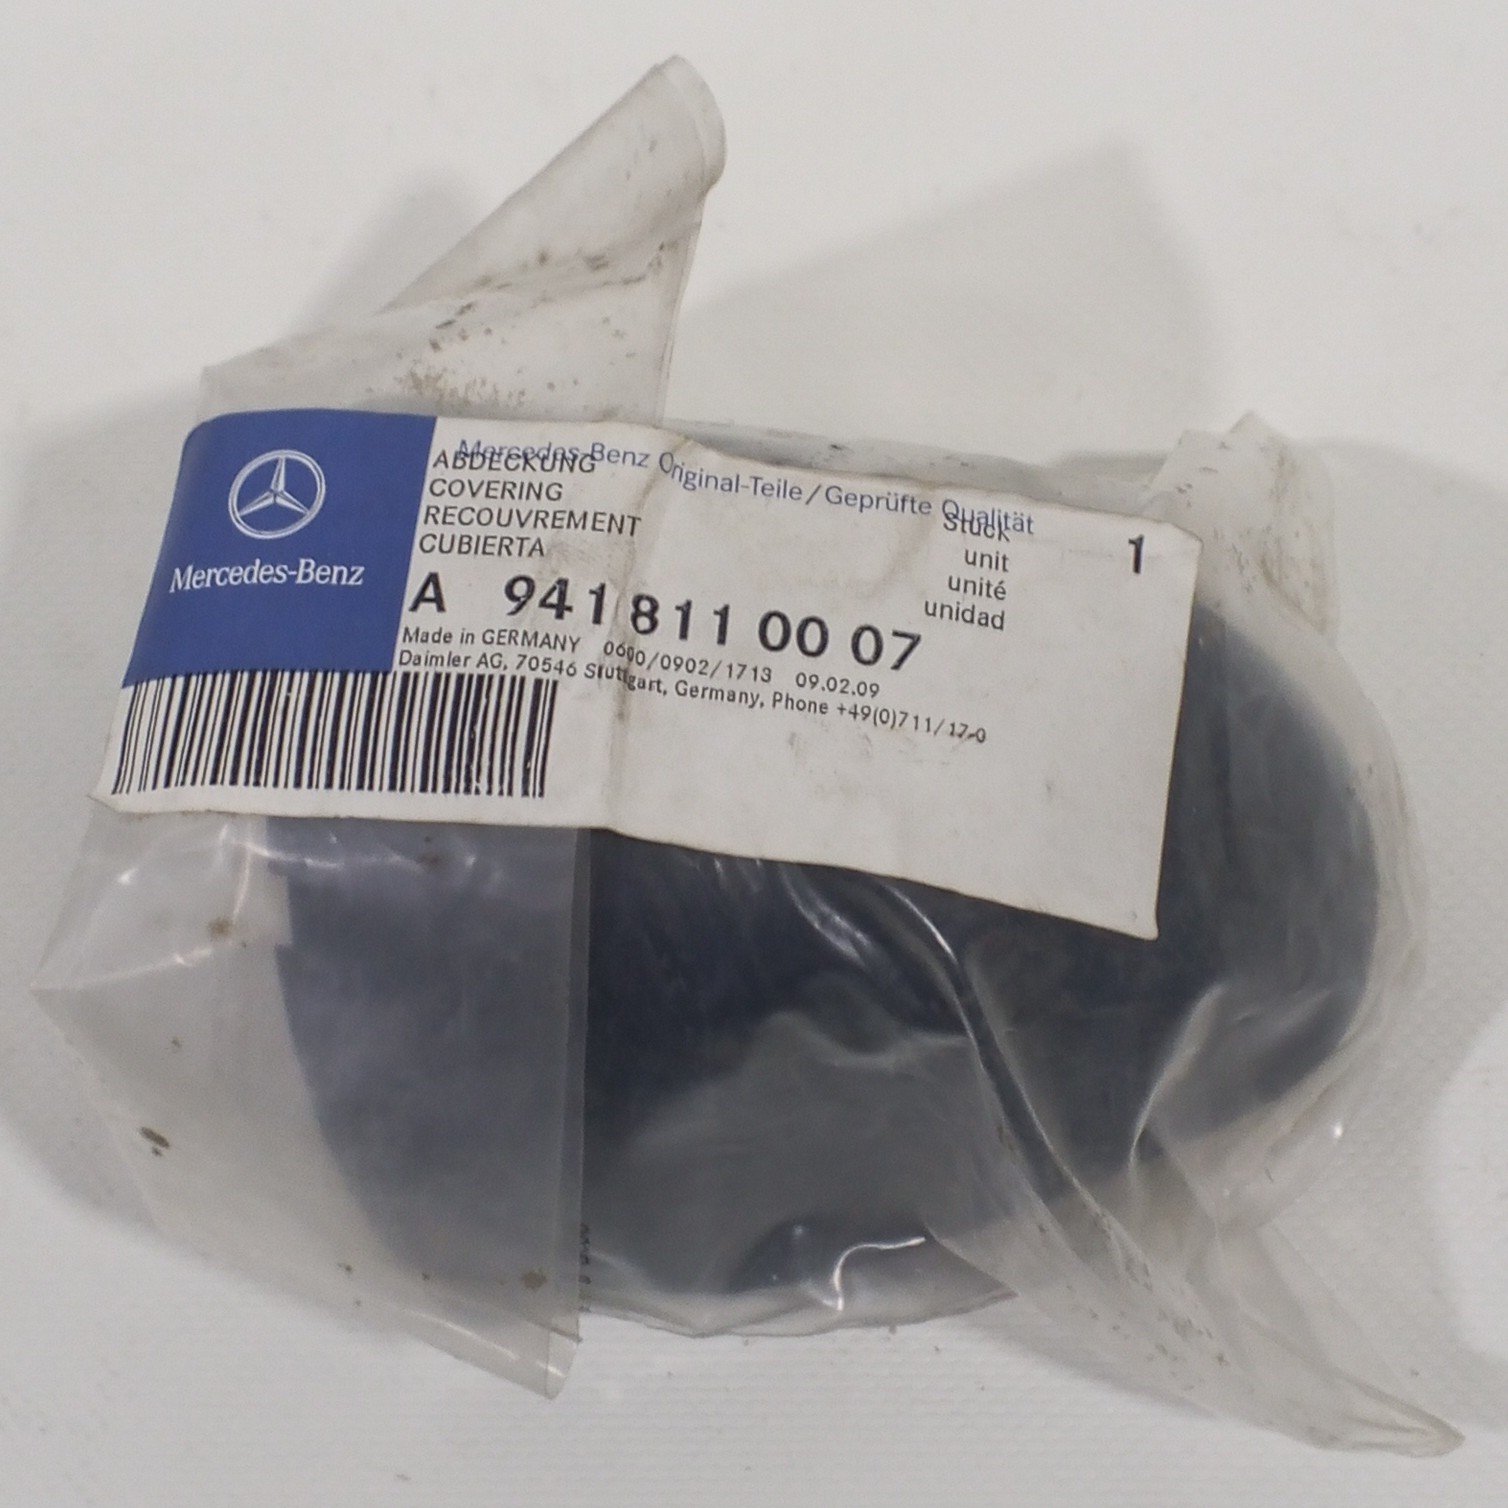 Mercedes-Benz
Mercedes-Benz Original-Teile/Geprüfte Qualität
ABDECKUNG
COVERING
RECOUVREMENT
CUBIERTA
Stück
unit
unité
unidad
1
A 941 811 00 07
Made in GERMANY 0600/0902/1713 09.02.09
Daimler AG, 70546 Stuttgart, Germany, Phone +49(0)711/17-0